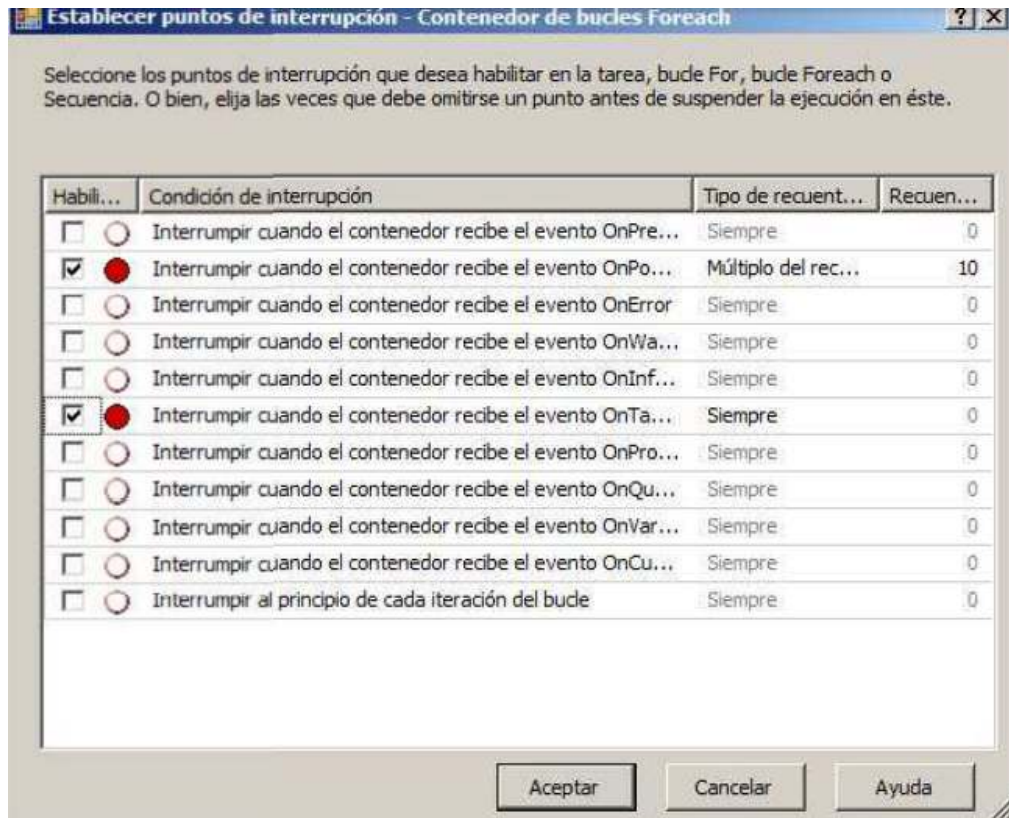 Establecer puntos de interrupción - Contenedor de bucles Foreach
Seleccione los puntos de interrupción que desea habilitar en la tarea, bucle For, bucle Foreach o
Secuencia. O bien, elija las veces que debe omitirse un punto antes de suspender la ejecución en éste.
Habili... Condición de interrupción Tipo de recuent... Recuen...
Interrumpir cuando el contenedor recibe el evento OnPre... Siempre 0
Interrumpir cuando el contenedor recibe el evento OnPo... Múltiplo del rec... 10
Interrumpir cuando el contenedor recibe el evento OnError Siempre 0
Interrumpir cuando el contenedor recibe el evento OnWa... Siempre 0
Interrumpir cuando el contenedor recibe el evento OnInf... Siempre 0
Interrumpir cuando el contenedor recibe el evento OnTa... Siempre 0
Interrumpir cuando el contenedor recibe el evento OnPro... Siempre 0
Interrumpir cuando el contenedor recibe el evento OnQu... Siempre 0
Interrumpir cuando el contenedor recibe el evento OnVar... Siempre 0
Interrumpir cuando el contenedor recibe el evento OnCu... Siempre 0
Interrumpir al principio de cada iteración del bucle Siempre 0
Aceptar Cancelar Ayuda